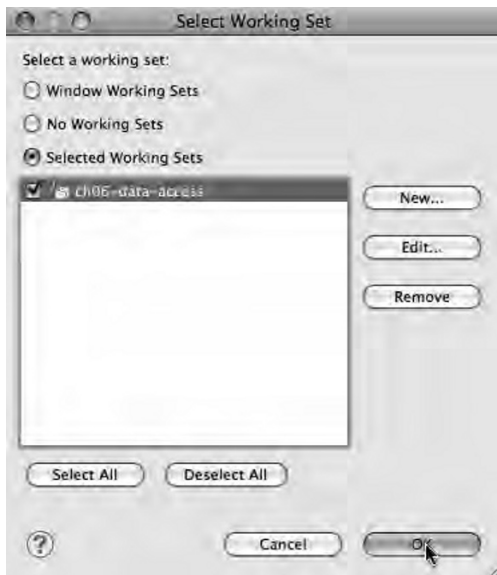 Select Working Set
Select a working set:
Window Working Sets
No Working Sets
Selected Working Sets
ch06-data-access
New...
Edit...
Remove
Select All
Deselect All
?
Cancel
OK